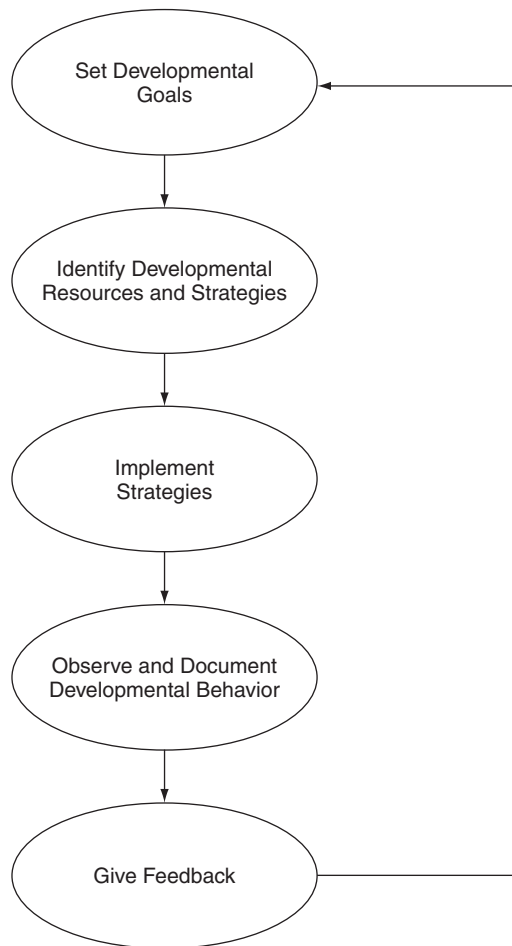 Set Developmental
Goals
Identify Developmental
Resources and Strategies
Implement
Strategies
Observe and Document
Developmental Behavior
Give Feedback